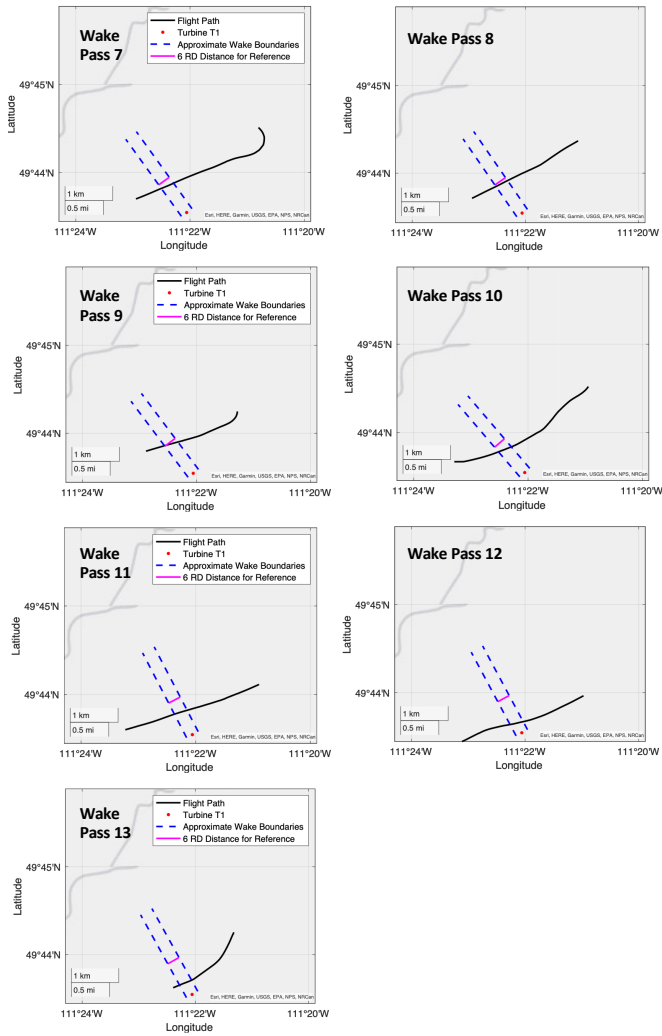 Wake
Pass 7
Flight Path
Turbine T1
Approximate Wake Boundaries
6 RD Distance for Reference
Latitude
49°45'N
49°44'N
1 km
0.5 mi
Esri, HERE, Garmin, USGS, EPA, NPS, NRCan
111°24'W
111°22'W
111°20'W
Longitude
Wake Pass 8
Latitude
49°45'N
49°44'N
1 km
0.5 mi
Esri, HERE, Garmin, USGS, EPA, NPS, NRCan
111°24'W
111°22'W
111°20'W
Longitude
Wake
Pass 9
Flight Path
Turbine T1
Approximate Wake Boundaries
6 RD Distance for Reference
Latitude
49°45'N
49°44'N
1 km
0.5 mi
Esri, HERE, Garmin, USGS, EPA, NPS, NRCan
111°24'W
111°22'W
111°20'W
Longitude
Wake Pass 10
Latitude
49°45'N
49°44'N
1 km
0.5 mi
Esri, HERE, Garmin, USGS, EPA, NPS, NRCan
111°24'W
111°22'W
111°20'W
Longitude
Wake
Pass 11
Flight Path
Turbine T1
Approximate Wake Boundaries
6 RD Distance for Reference
Latitude
49°45'N
49°44'N
1 km
0.5 mi
Esri, HERE, Garmin, USGS, EPA, NPS, NRCan
111°24'W
111°22'W
111°20'W
Longitude
Wake Pass 12
Latitude
49°45'N
49°44'N
1 km
0.5 mi
Esri, HERE, Garmin, USGS, EPA, NPS, NRCan
111°24'W
111°22'W
111°20'W
Longitude
Wake
Pass 13
Flight Path
Turbine T1
Approximate Wake Boundaries
6 RD Distance for Reference
Latitude
49°45'N
49°44'N
1 km
0.5 mi
Esri, HERE, Garmin, USGS, EPA, NPS, NRCan
111°24'W
111°22'W
111°20'W
Longitude